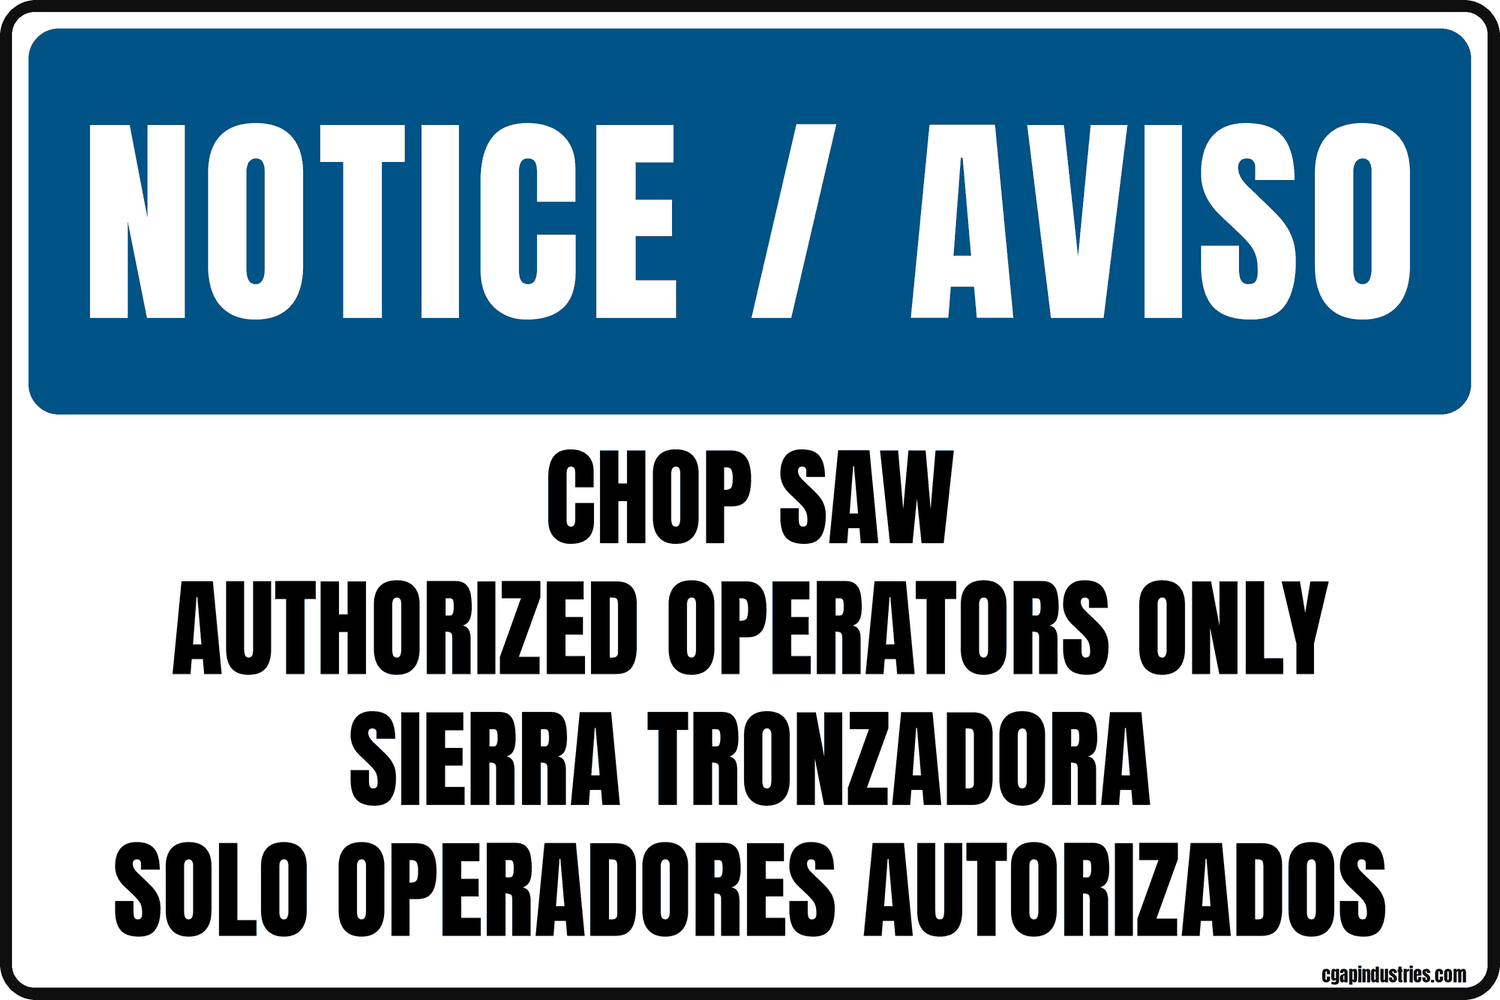 NOTICE / AVISO
CHOP SAW
AUTHORIZED OPERATORS ONLY
SIERRA TRONZADORA
SOLO OPERADORES AUTORIZADOS
cgapindustries.com